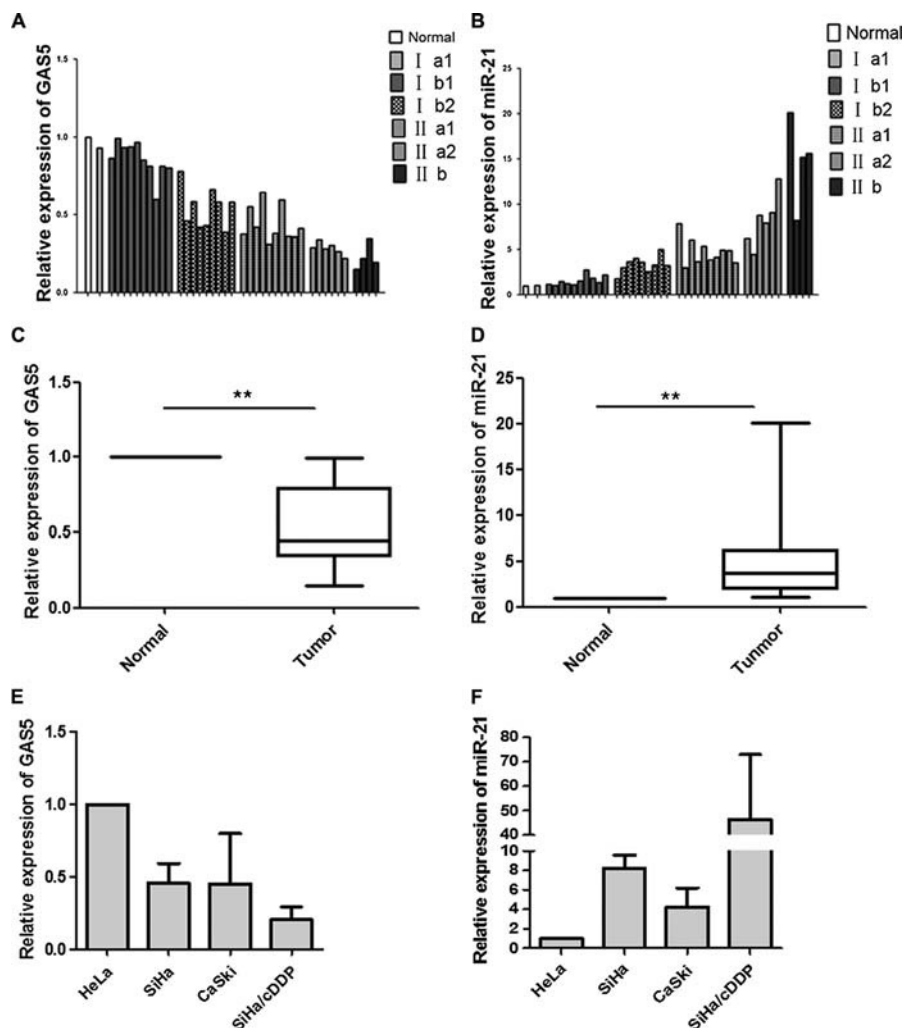 A
Relative expression of GAS5
1.5
1.0
0.5
0.0
Normal
I a1
I b1
I b2
II a1
II a2
II b
B
Relative expression of miR-21
25
20
15
10
5
0
Normal
I a1
I b1
I b2
II a1
II a2
II b
C
Relative expression of GAS5
1.5
1.0
0.5
0.0
**
Normal
Tumor
D
Relative expression of miR-21
25
20
15
10
5
0
**
Normal
Tunmor
E
Relative expression of GAS5
1.5
1.0
0.5
0.0
HeLa
SiHa
CaSki
SiHa/cDDP
F
Relative expression of miR-21
80
70
60
50
40
10
8
6
4
2
0
HeLa
SiHa
CaSki
SiHa/cDDP